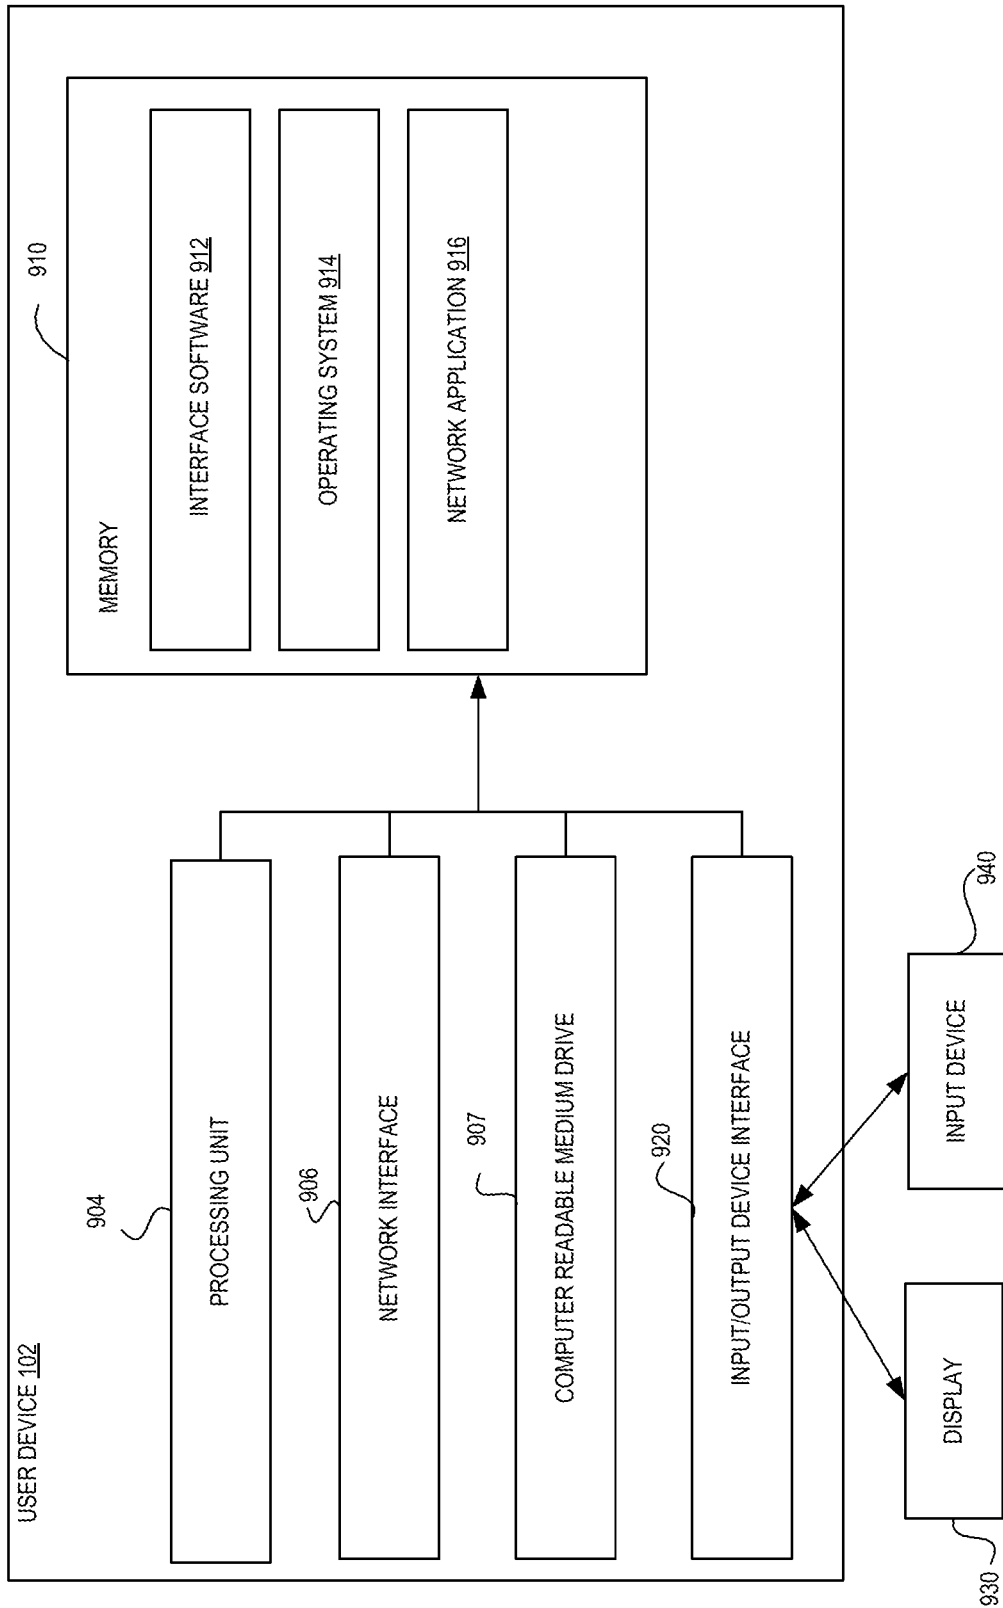 USER DEVICE 102
904
PROCESSING UNIT
906
NETWORK INTERFACE
907
COMPUTER READABLE MEDIUM DRIVE
920
INPUT/OUTPUT DEVICE INTERFACE
910
MEMORY
INTERFACE SOFTWARE 912
OPERATING SYSTEM 914
NETWORK APPLICATION 916
930
DISPLAY
INPUT DEVICE
940